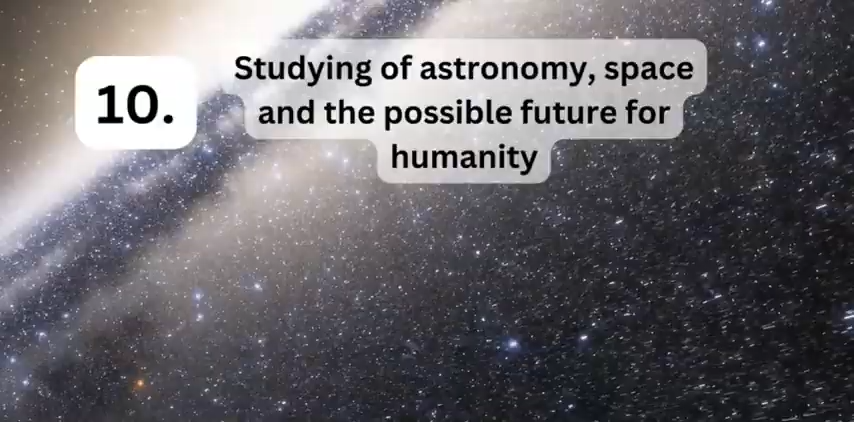 10.
Studying of astronomy, space
and the possible future for
humanity